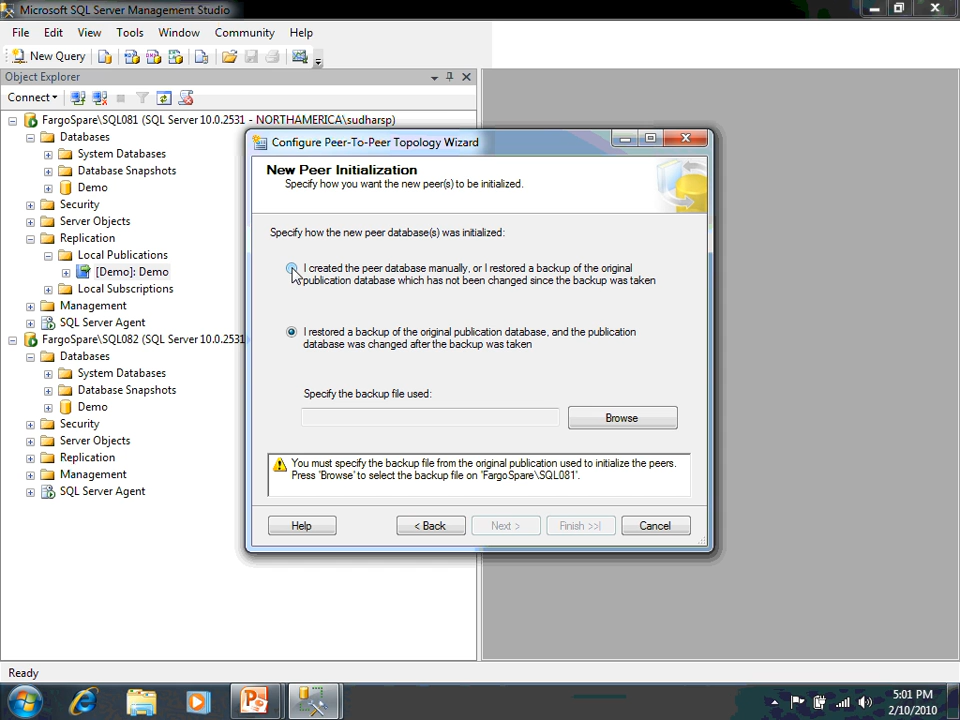 Microsoft SQL Server Management Studio
File Edit View Tools Window Community Help
New Query
Object Explorer
Connect
FargoSpare\SQL081 (SQL Server 10.0.2531 - NORTHAMERICA\sudharsp)
Databases
System Databases
Database Snapshots
Demo
Security
Server Objects
Replication
Local Publications
[Demo]: Demo
Local Subscriptions
Management
SQL Server Agent
FargoSpare\SQL082 (SQL Server 10.0.2531
Databases
System Databases
Database Snapshots
Demo
Security
Server Objects
Replication
Management
SQL Server Agent
Configure Peer-To-Peer Topology Wizard
New Peer Initialization
Specify how you want the new peer(s) to be initialized.
Specify how the new peer database(s) was initialized:
I created the peer database manually, or I restored a backup of the original
publication database which has not been changed since the backup was taken
I restored a backup of the original publication database, and the publication
database was changed after the backup was taken
Specify the backup file used:
Browse
You must specify the backup file from the original publication used to initialize the peers.
Press 'Browse' to select the backup file on 'FargoSpare\SQL081'.
Help < Back Next > Finish >>| Cancel
Ready
5:01 PM
2/10/2010